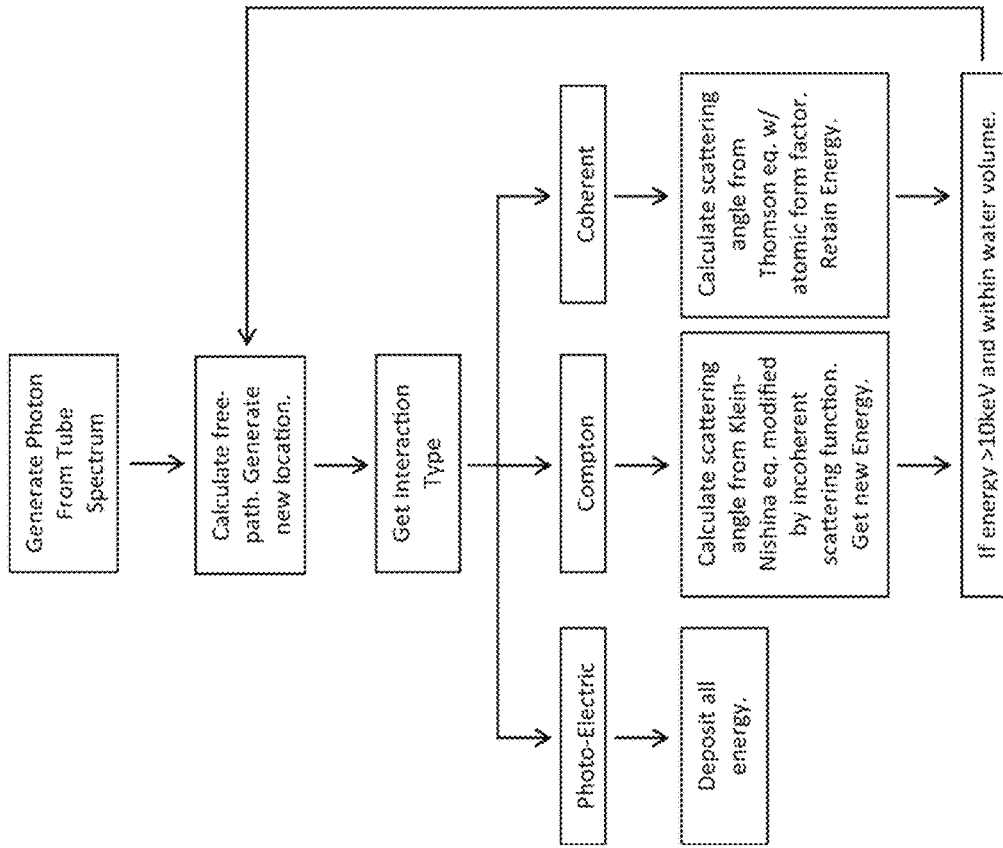 Generate Photon
From Tube
Spectrum
Calculate free-
path. Generate
new location.
Get Interaction
Type
Photo-Electric
Compton
Coherent
Deposit all
energy.
Calculate scattering
angle from Klein-
Nishina eq. modified
by incoherent
scattering function.
Get new Energy.
Calculate scattering
angle from
Thomson eq. w/
atomic form factor.
Retain Energy.
If energy >10keV and within water volume.